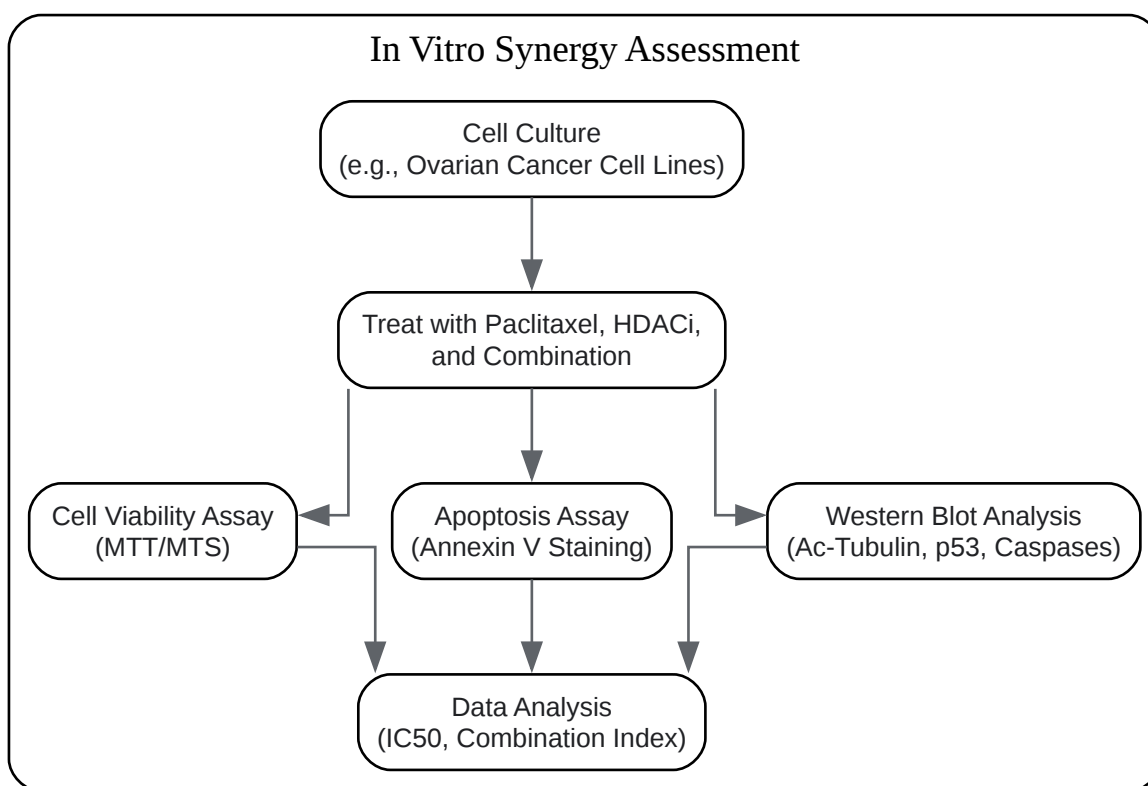 In Vitro Synergy Assessment
Cell Culture
(e.g., Ovarian Cancer Cell Lines)
Treat with Paclitaxel, HDACi,
and Combination
Cell Viability Assay
(MTT/MTS)
Apoptosis Assay
(Annexin V Staining)
Western Blot Analysis
(Ac-Tubulin, p53, Caspases)
Data Analysis
(IC50, Combination Index)